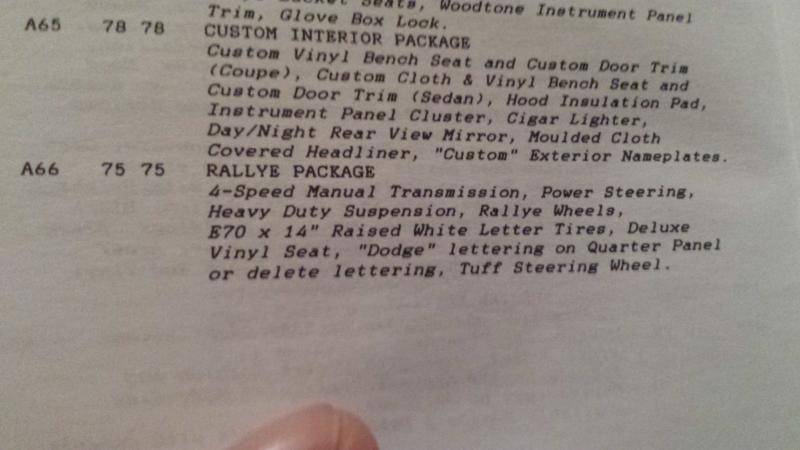 Seats, Woodtone Instrument Panel
Trim, Glove Box Lock.
A65 78 78 CUSTOM INTERIOR PACKAGE
Custom Vinyl Bench Seat and Custom Door Trim
(Coupe), Custom Cloth & Vinyl Bench Seat and
Custom Door Trim (Sedan), Hood Insulation Pad,
Instrument Panel Cluster, Cigar Lighter,
Day/Night Rear View Mirror, Moulded Cloth
Covered Headliner, "Custom" Exterior Nameplates.
A66 75 75 RALLYE PACKAGE
4-Speed Manual Transmission, Power Steering,
Heavy Duty Suspension, Rallye Wheels,
E70 x 14" Raised White Letter Tires, Deluxe
Vinyl Seat, "Dodge" lettering on Quarter Panel
or delete lettering, Tuff Steering Wheel.